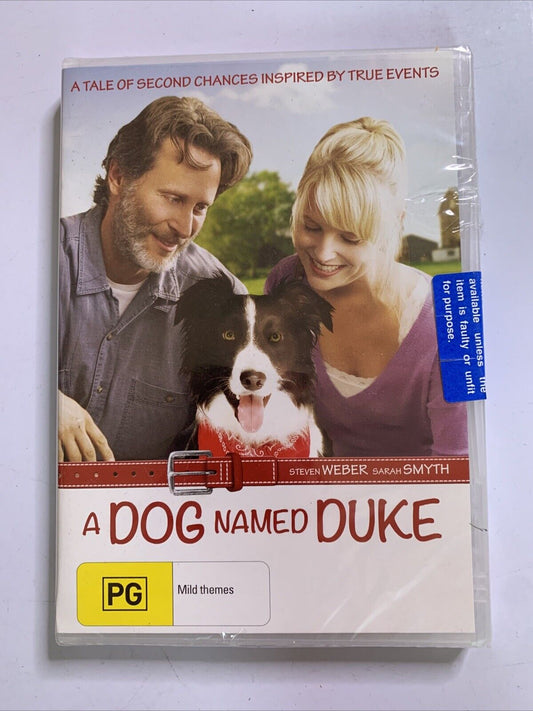 A TALE OF SECOND CHANCES INSPIRED BY TRUE EVENTS
available unless the
item is faulty or unfit
for purpose.
STEVEN WEBER SARAH SMYTH
A DOG NAMED DUKE
PG
Mild themes